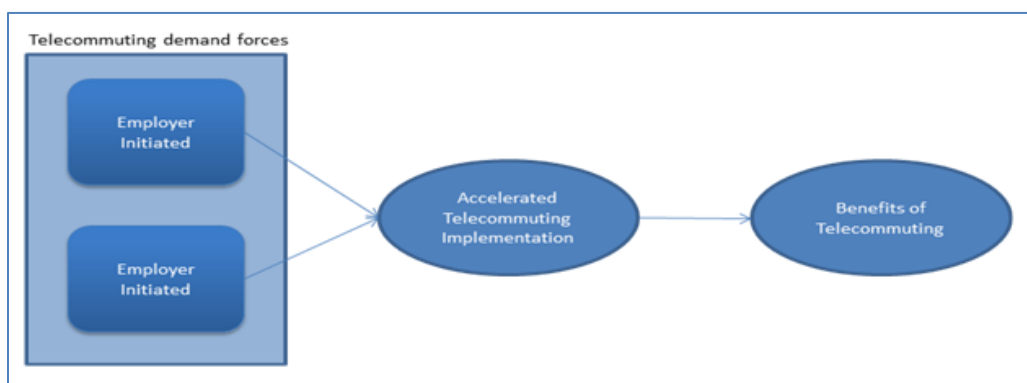 Telecommuting demand forces
Employer
Initiated
Employer
Initiated
Accelerated
Telecommuting
Implementation
Benefits of
Telecommuting